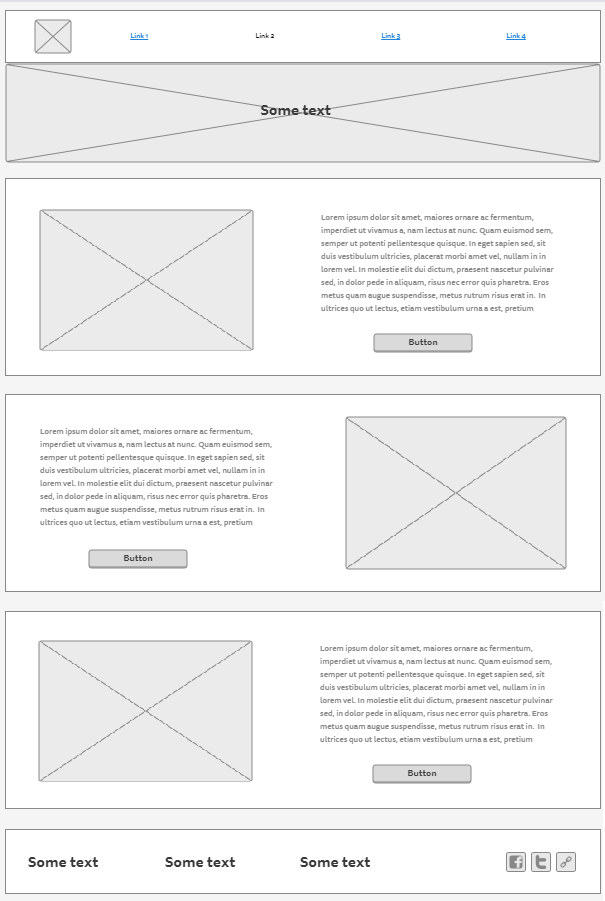 Link 1 Link 2 Link 3 Link 4
Some text
Lorem ipsum dolor sit amet, maiores ornare ac fermentum,
imperdiet ut vivamus a, nam lectus at nunc. Quam euismod sem,
semper ut potenti pellentesque quisque. In eget sapien sed, sit
duis vestibulum ultricies, placerat morbi amet vel, nullam in in
lorem vel. In molestie elit dui dictum, praesent nascetur pulvinar
sed, in dolor pede in aliquam, risus nec error quis pharetra. Eros
metus quam augue suspendisse, metus rutrum risus erat in. In
ultrices quo ut lectus, etiam vestibulum urna a est, pretium
Button
Lorem ipsum dolor sit amet, maiores ornare ac fermentum,
imperdiet ut vivamus a, nam lectus at nunc. Quam euismod sem,
semper ut potenti pellentesque quisque. In eget sapien sed, sit
duis vestibulum ultricies, placerat morbi amet vel, nullam in in
lorem vel. In molestie elit dui dictum, praesent nascetur pulvinar
sed, in dolor pede in aliquam, risus nec error quis pharetra. Eros
metus quam augue suspendisse, metus rutrum risus erat in. In
ultrices quo ut lectus, etiam vestibulum urna a est, pretium
Button
Lorem ipsum dolor sit amet, maiores ornare ac fermentum,
imperdiet ut vivamus a, nam lectus at nunc. Quam euismod sem,
semper ut potenti pellentesque quisque. In eget sapien sed, sit
duis vestibulum ultricies, placerat morbi amet vel, nullam in in
lorem vel. In molestie elit dui dictum, praesent nascetur pulvinar
sed, in dolor pede in aliquam, risus nec error quis pharetra. Eros
metus quam augue suspendisse, metus rutrum risus erat in. In
ultrices quo ut lectus, etiam vestibulum urna a est, pretium
Button
Some text Some text Some text